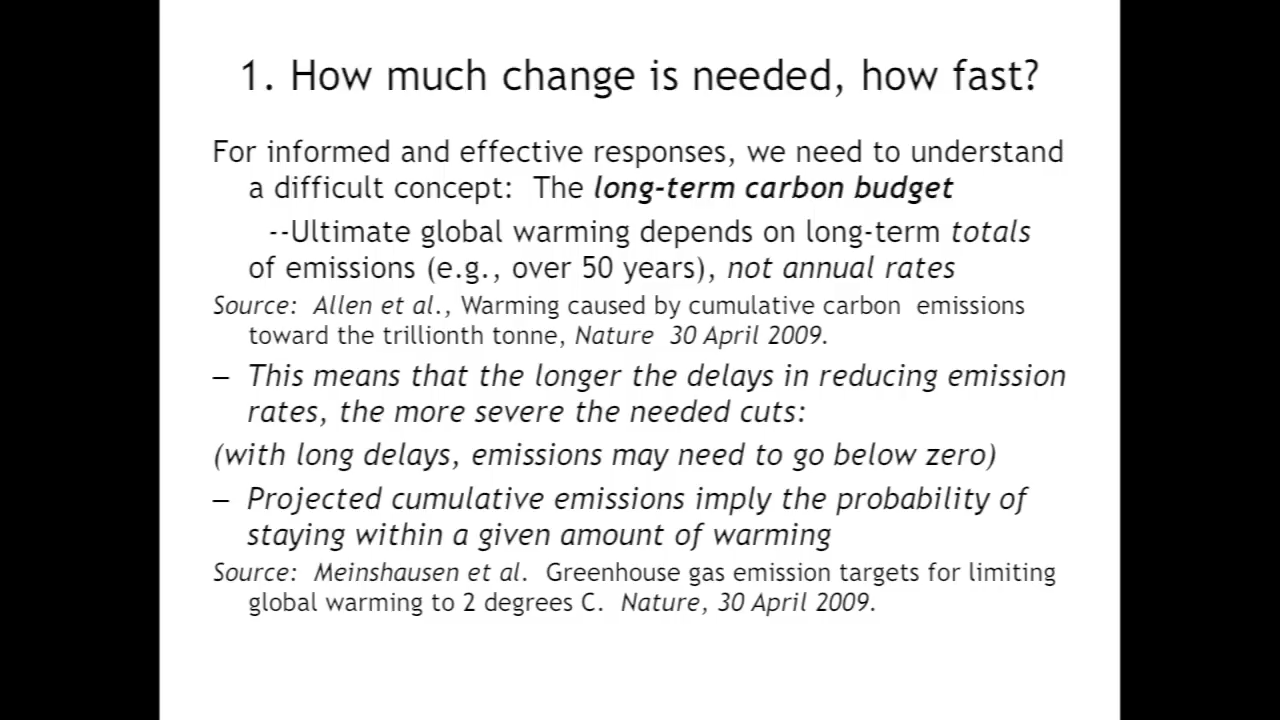 1. How much change is needed, how fast?
For informed and effective responses, we need to understand
a difficult concept: The long-term carbon budget
--Ultimate global warming depends on long-term totals
of emissions (e.g., over 50 years), not annual rates
Source: Allen et al., Warming caused by cumulative carbon emissions
toward the trillionth tonne, Nature 30 April 2009.
– This means that the longer the delays in reducing emission
rates, the more severe the needed cuts:
(with long delays, emissions may need to go below zero)
– Projected cumulative emissions imply the probability of
staying within a given amount of warming
Source: Meinshausen et al. Greenhouse gas emission targets for limiting
global warming to 2 degrees C. Nature, 30 April 2009.